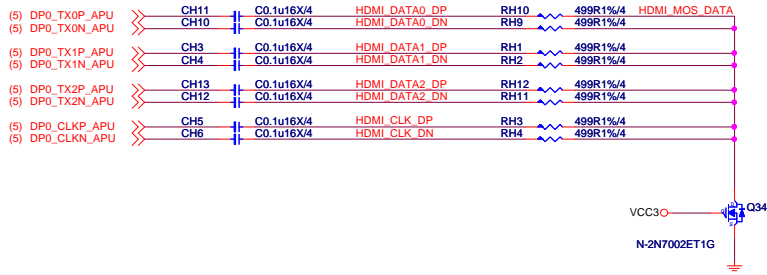 (5) DP0_TX0P_APU CH11 C0.1u16X/4 HDMI_DATA0_DP RH10 499R1%/4 HDMI_MOS_DATA
(5) DP0_TX0N_APU CH10 C0.1u16X/4 HDMI_DATA0_DN RH9 499R1%/4
(5) DP0_TX1P_APU CH3 C0.1u16X/4 HDMI_DATA1_DP RH1 499R1%/4
(5) DP0_TX1N_APU CH4 C0.1u16X/4 HDMI_DATA1_DN RH2 499R1%/4
(5) DP0_TX2P_APU CH13 C0.1u16X/4 HDMI_DATA2_DP RH12 499R1%/4
(5) DP0_TX2N_APU CH12 C0.1u16X/4 HDMI_DATA2_DN RH11 499R1%/4
(5) DP0_CLKP_APU CH5 C0.1u16X/4 HDMI_CLK_DP RH3 499R1%/4
(5) DP0_CLKN_APU CH6 C0.1u16X/4 HDMI_CLK_DN RH4 499R1%/4
VCC3 Q34
N-2N7002ET1G